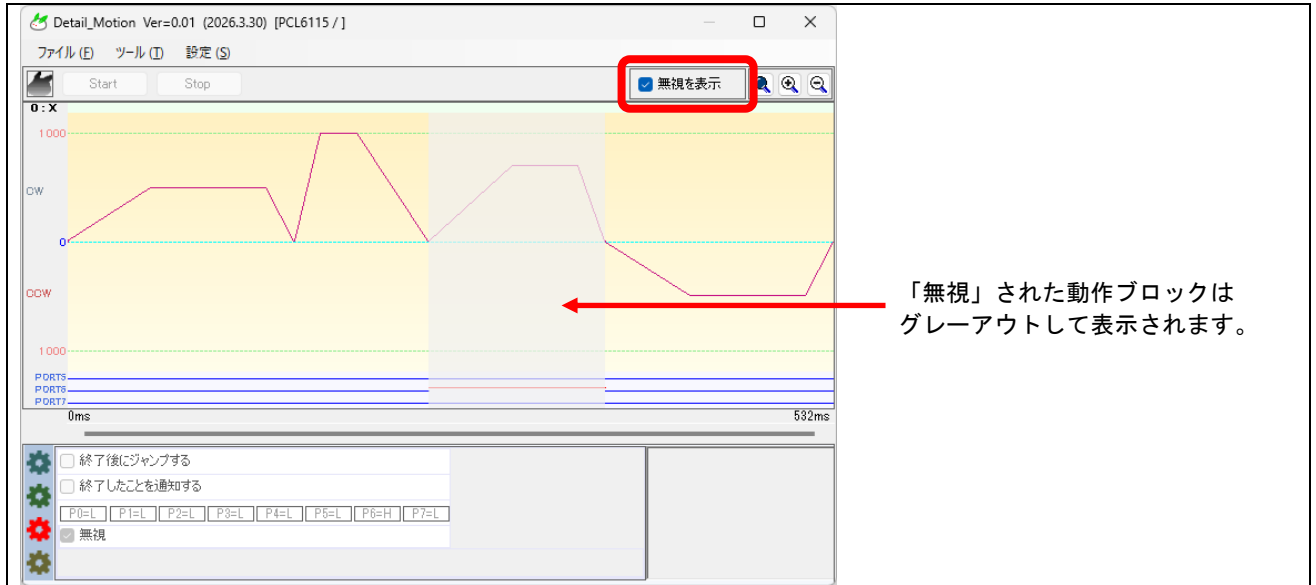 Detail_Motion Ver=0.01 (2026.3.30) [PCL6115 / ]
ファイル(F) ツール(T) 設定(S)
Start Stop 無視を表示
0:X
1000
CW
0
CCW
1000
PORT5
PORT6
PORT7
0ms 532ms
終了後にジャンプする
終了したことを通知する
P0=L P1=L P2=L P3=L P4=L P5=L P6=H P7=L
無視
「無視」された動作ブロックは
グレーアウトして表示されます。